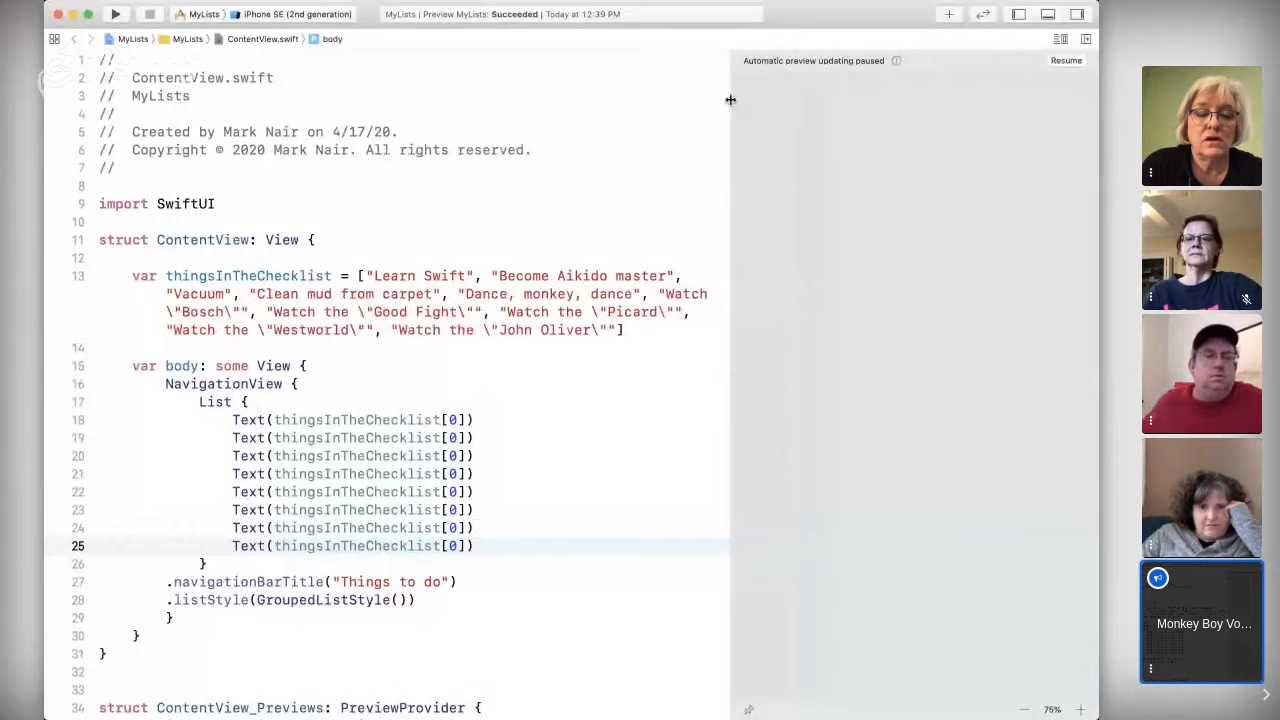 MyLists 〉 iPhone SE (2nd generation)
MyLists | Preview MyLists: Succeeded | Today at 12:39 PM
MyLists 〉 MyLists 〉 ContentView.swift 〉 body
Automatic preview updating paused
Resume
1 //
2 // ContentView.swift
3 // MyLists
4 //
5 // Created by Mark Nair on 4/17/20.
6 // Copyright © 2020 Mark Nair. All rights reserved.
7 //
8
9 import SwiftUI
10
11 struct ContentView: View {
12
13 var thingsInTheChecklist = ["Learn Swift", "Become Aikido master",
"Vacuum", "Clean mud from carpet", "Dance, monkey, dance", "Watch
\"Bosch\"", "Watch the \"Good Fight\"", "Watch the \"Picard\"",
"Watch the \"Westworld\"", "Watch the \"John Oliver\""]
14
15 var body: some View {
16 NavigationView {
17 List {
18 Text(thingsInTheChecklist[0])
19 Text(thingsInTheChecklist[0])
20 Text(thingsInTheChecklist[0])
21 Text(thingsInTheChecklist[0])
22 Text(thingsInTheChecklist[0])
23 Text(thingsInTheChecklist[0])
24 Text(thingsInTheChecklist[0])
25 Text(thingsInTheChecklist[0])
26 }
27 .navigationBarTitle("Things to do")
28 .listStyle(GroupedListStyle())
29 }
30 }
31 }
32
33
34 struct ContentView_Previews: PreviewProvider {
75%
Monkey Boy Vo...